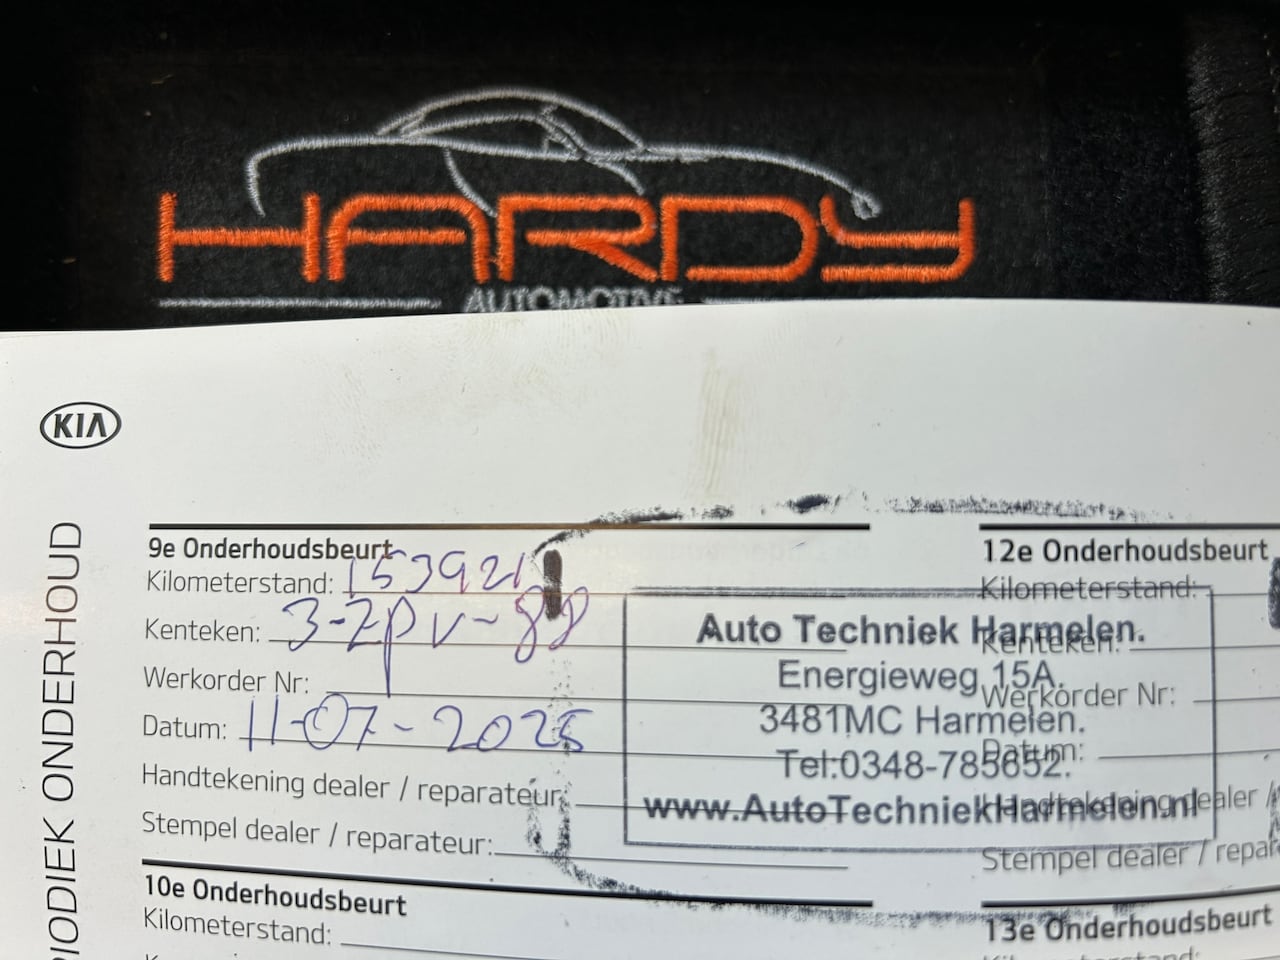 HARDY
AUTOMOTIVE
KIA
PERIODIEK ONDERHOUD
9e Onderhoudsbeurt
Kilometerstand: 153921
Kenteken: 3-ZPV-88
Werkorder Nr:
Datum: 11-07-2025
Handtekening dealer / reparateur:
Stempel dealer / reparateur:
Auto Techniek Harmelen.
Energieweg 15A.
3481MC Harmelen.
Tel:0348-785652.
www.AutoTechniekHarmelen.nl
12e Onderhoudsbeurt
Kilometerstand:
Kenteken:
Werkorder Nr:
Datum:
Handtekening dealer /
Stempel dealer / repar
10e Onderhoudsbeurt
Kilometerstand:
13e Onderhoudsbeurt
Kilometerstand: